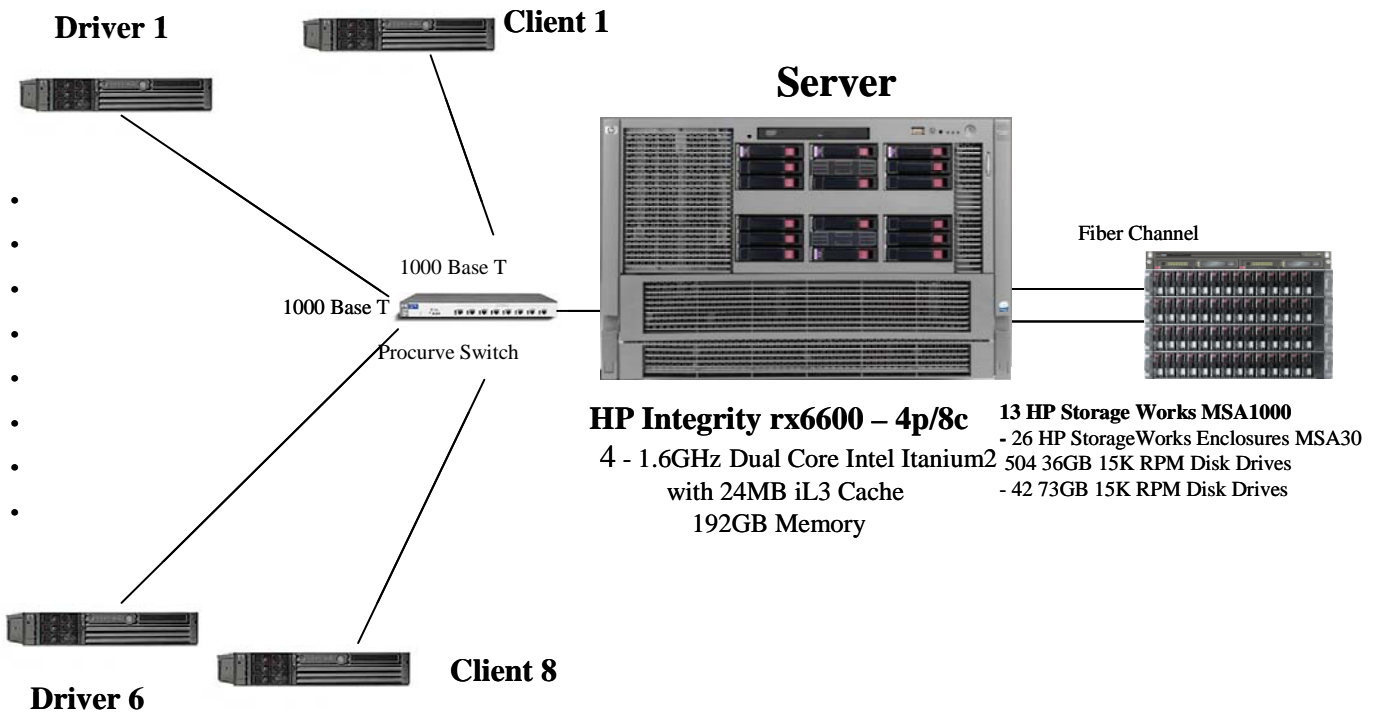 Driver 1
Client 1
Server
Fiber Channel
1000 Base T
1000 Base T
Procurve Switch
HP Integrity rx6600 – 4p/8c
4 - 1.6GHz Dual Core Intel Itanium2
with 24MB iL3 Cache
192GB Memory
13 HP Storage Works MSA1000
- 26 HP StorageWorks Enclosures MSA30
504 36GB 15K RPM Disk Drives
- 42 73GB 15K RPM Disk Drives
Client 8
Driver 6